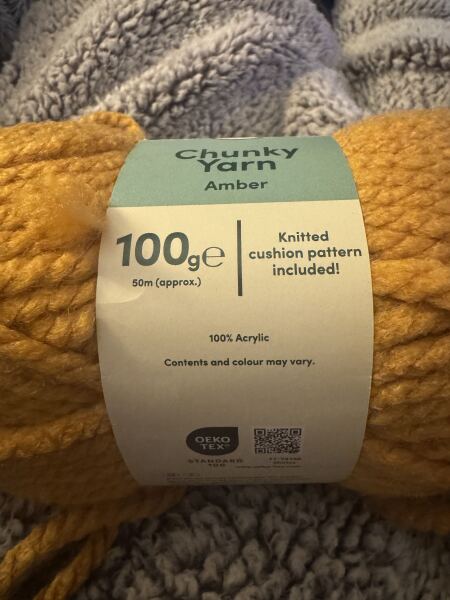 Chunky
Yarn
Amber
100g℮
50m (approx.)
Knitted
cushion pattern
included!
100% Acrylic
Contents and colour may vary.
OEKO
TEX®
STANDARD
100